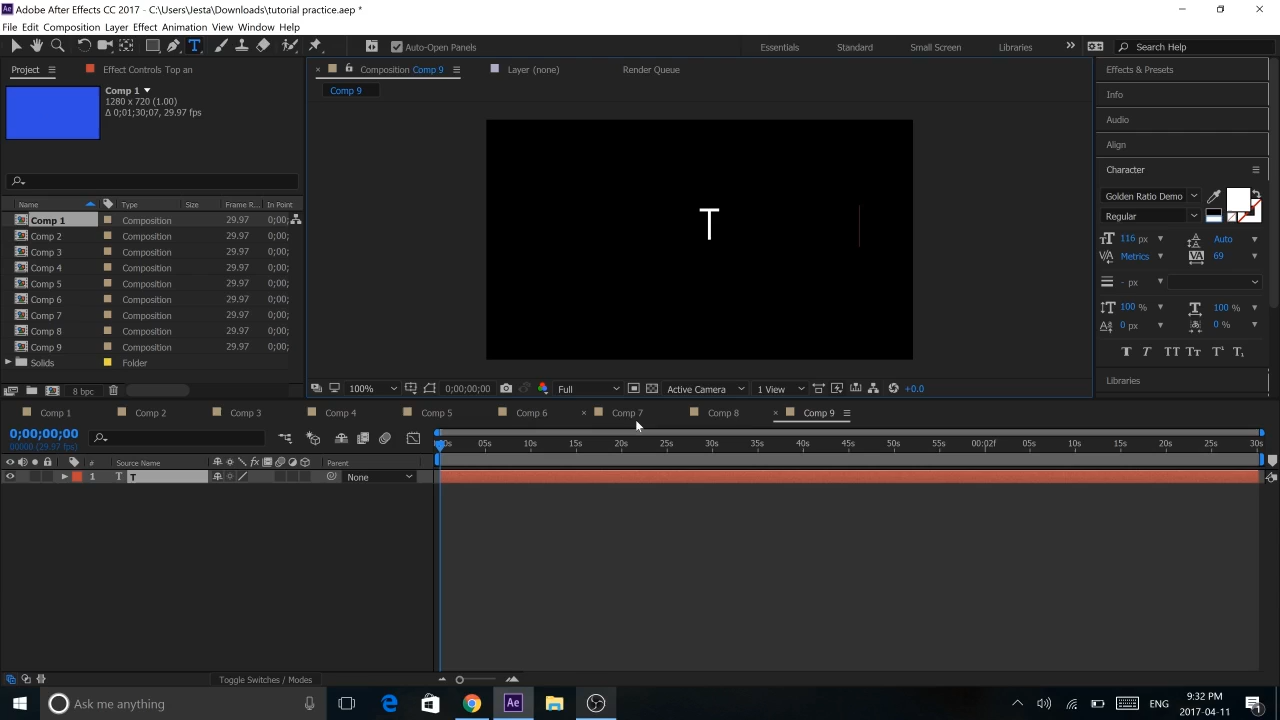 Adobe After Effects CC 2017 - C:\Users\Jesta\Downloads\tutorial practice.aep *
File Edit Composition Layer Effect Animation View Window Help
Auto-Open Panels
Essentials Standard Small Screen Libraries Search Help
Project Effect Controls Top an Composition Comp 9 Layer (none) Render Queue Effects & Presets
Comp 1
1280 x 720 (1.00)
Δ 0;01;30;07, 29.97 fps
Comp 9
Info
Audio
Align
Character
Name Type Size Frame R... In Point
Comp 1 Composition 29.97 0;00;
Comp 2 Composition 29.97 0;00;
Comp 3 Composition 29.97 0;00;
Comp 4 Composition 29.97 0;00;
Comp 5 Composition 29.97 0;00;
Comp 6 Composition 29.97 0;00;
Comp 7 Composition 29.97 0;00;
Comp 8 Composition 29.97 0;00;
Comp 9 Composition 29.97 0;00;
Solids Folder
T
Golden Ratio Demo
Regular
116 px Auto
Metrics 69
- px
100 % 100 %
0 px 0 %
T T TT Tт T¹ T₁
Libraries
8 bpc
100% 0;00;00;00 Full Active Camera 1 View +0.0
Comp 1 Comp 2 Comp 3 Comp 4 Comp 5 Comp 6 Comp 7 Comp 8 Comp 9
0;00;00;00
00000 (29.97 fps)
00s 05s 10s 15s 20s 25s 30s 35s 40s 45s 50s 55s 00:02f 05s 10s 15s 20s 25s 30s
# Source Name Parent
1 T T None
Toggle Switches / Modes
Ask me anything
ENG
9:32 PM
2017-04-11
1